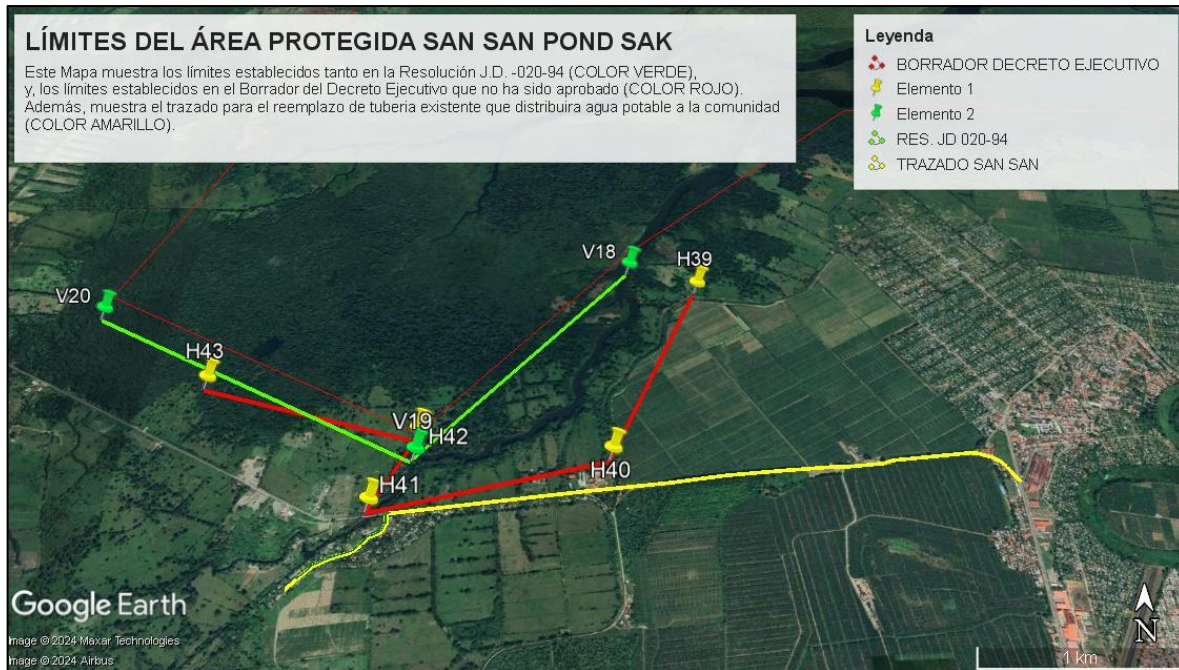 LÍMITES DEL ÁREA PROTEGIDA SAN SAN POND SAK
Este Mapa muestra los límites establecidos tanto en la Resolución J.D. -020-94 (COLOR VERDE),
y, los límites establecidos en el Borrador del Decreto Ejecutivo que no ha sido aprobado (COLOR ROJO).
Además, muestra el trazado para el reemplazo de tuberia existente que distribuira agua potable a la comunidad
(COLOR AMARILLO).
Leyenda
BORRADOR DECRETO EJECUTIVO
Elemento 1
Elemento 2
RES. JD 020-94
TRAZADO SAN SAN
V18
H39
V20
H43
V19
H42
H40
H41
Google Earth
Image © 2024 Maxar Technologies
Image © 2024 Airbus
N
1 km